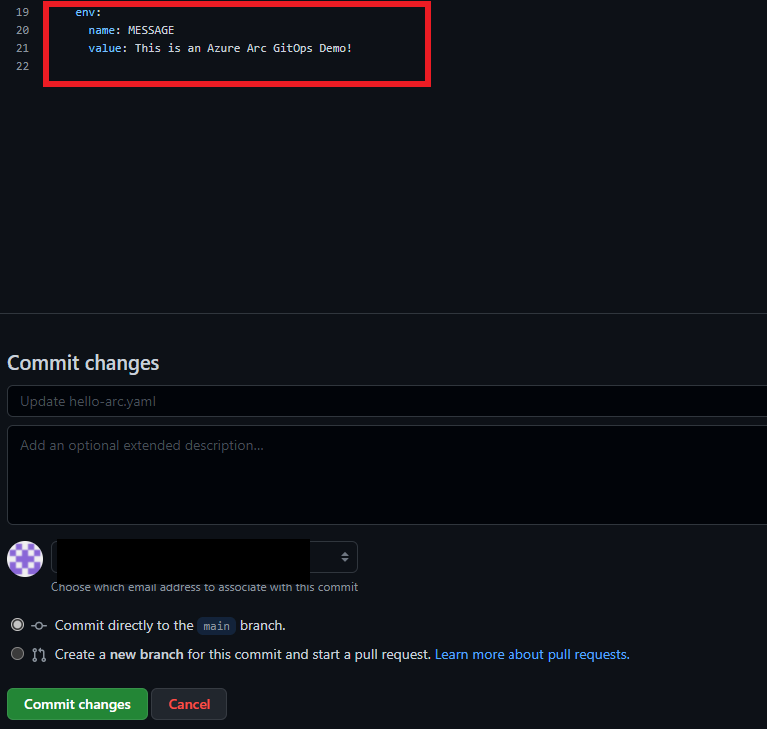 19 env:
20 name: MESSAGE
21 value: This is an Azure Arc GitOps Demo!
22
Commit changes
Update hello-arc.yaml
Add an optional extended description...
Choose which email address to associate with this commit
Commit directly to the main branch.
Create a new branch for this commit and start a pull request. Learn more about pull requests.
Commit changes Cancel